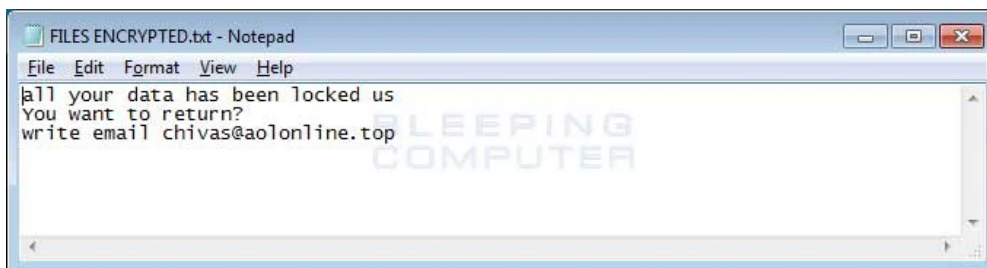 FILES ENCRYPTED.txt - Notepad
File Edit Format View Help
all your data has been locked us
You want to return?
write email chivas@aolonline.top
BLEEPING
COMPUTER